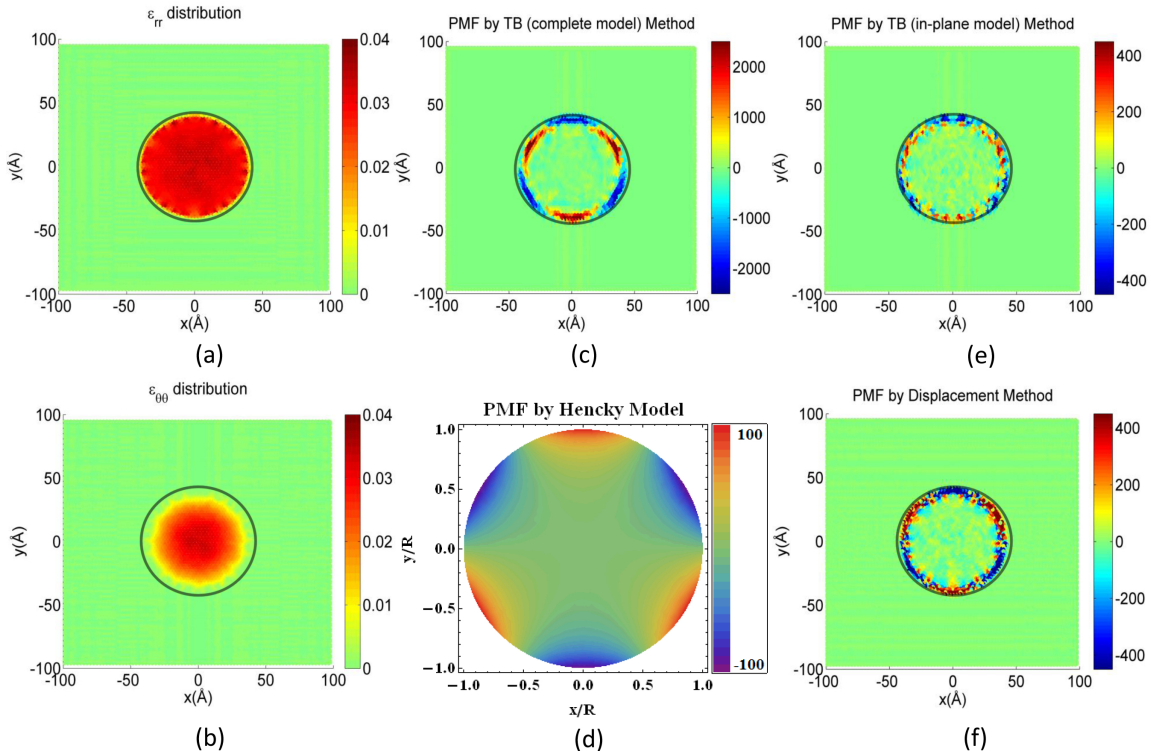 ε_rr distribution
100
50
0
-50
-100
y(Å)
-100 -50 0 50 100
x(Å)
0.04
0.03
0.02
0.01
0
(a)
PMF by TB (complete model) Method
100
50
0
-50
-100
y(Å)
-100 -50 0 50 100
x(Å)
2000
1000
0
-1000
-2000
(c)
PMF by TB (in-plane model) Method
100
50
0
-50
-100
y(Å)
-100 -50 0 50 100
x(Å)
400
200
0
-200
-400
(e)
ε_θθ distribution
100
50
0
-50
-100
y(Å)
-100 -50 0 50 100
x(Å)
0.04
0.03
0.02
0.01
0
(b)
PMF by Hencky Model
1.0
0.5
0.0
-0.5
-1.0
y/R
-1.0 -0.5 0.0 0.5 1.0
x/R
100
-100
(d)
PMF by Displacement Method
100
50
0
-50
-100
y(Å)
-100 -50 0 50 100
x(Å)
400
200
0
-200
-400
(f)